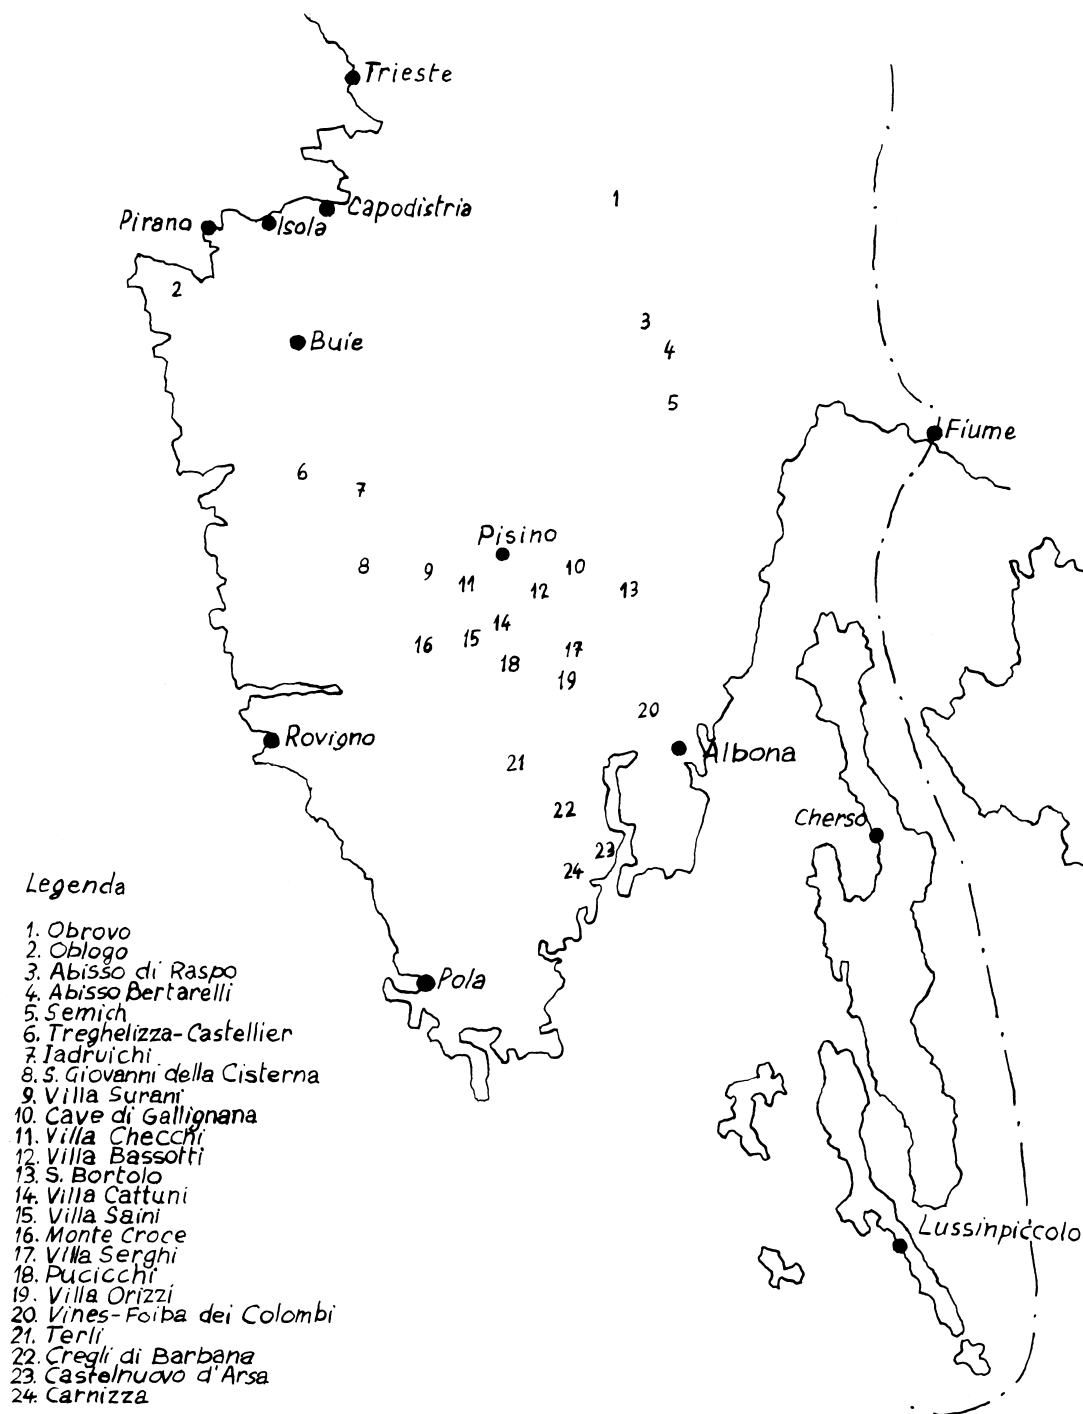 Trieste
1
Capodistria
Pirano
Isola
2
3
Buie
4
5
Fiume
6
7
Pisino
8
9
10
11
12
13
14
15
16
17
18
19
20
Rovigno
Albona
21
22
Cherso
23
24
Pola
Lussinpiccolo
Legenda
1. Obrovo
2. Oblogo
3. Abisso di Raspo
4. Abisso Bertarelli
5. Semich
6. Treghelizza-Castellier
7. Iadruichi
8. S. Giovanni della Cisterna
9. Villa Surani
10. Cave di Gallignana
11. Villa Checchi
12. Villa Bassotti
13. S. Bortolo
14. Villa Cattuni
15. Villa Saini
16. Monte Croce
17. Villa Serghi
18. Pucicchi
19. Villa Orizzi
20. Vines-Foiba dei Colombi
21. Terli
22. Cregli di Barbana
23. Castelnuovo d'Arsa
24. Carnizza